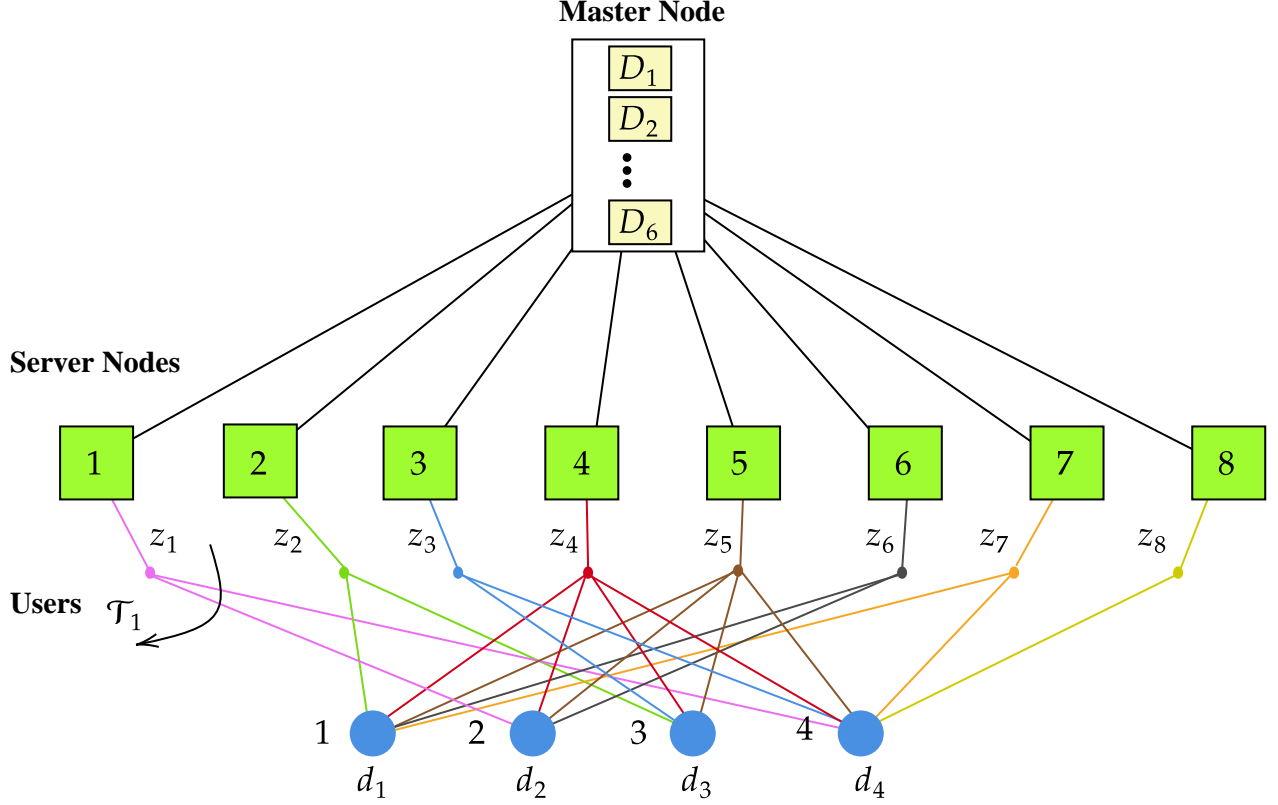 Master Node
D₁
D₂
D₆
Server Nodes
1 2 3 4 5 6 7 8
z₁ z₂ z₃ z₄ z₅ z₆ z₇ z₈
Users 𝒯₁
1 2 3 4
d₁ d₂ d₃ d₄